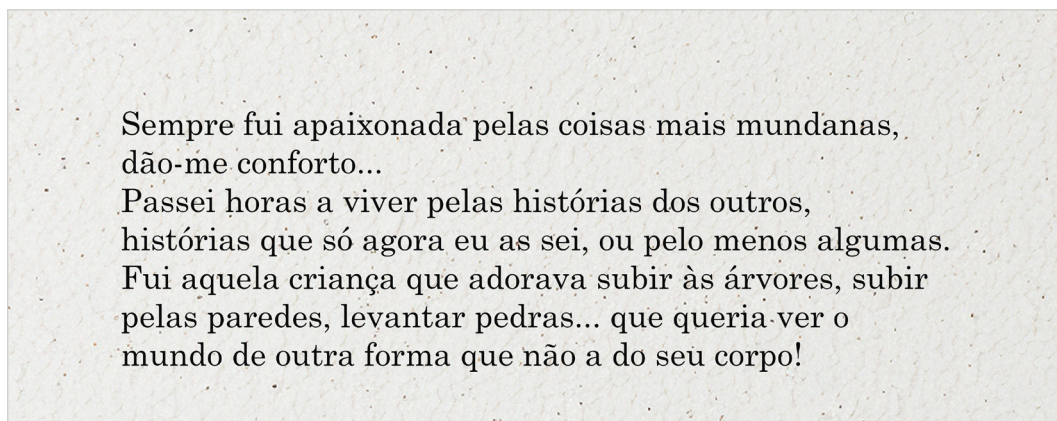 Sempre fui apaixonada pelas coisas mais mundanas,
dão-me conforto...
Passei horas a viver pelas histórias dos outros,
histórias que só agora eu as sei, ou pelo menos algumas.
Fui aquela criança que adorava subir às árvores, subir
pelas paredes, levantar pedras... que queria ver o
mundo de outra forma que não a do seu corpo!